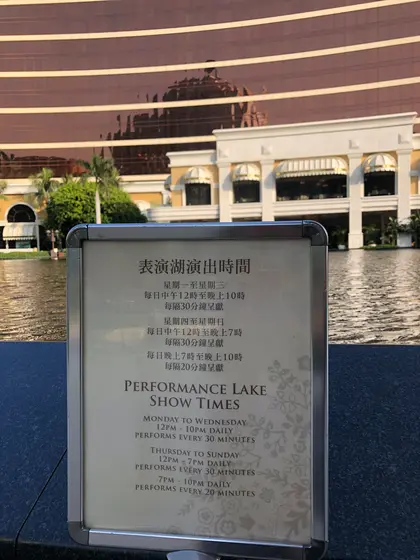 表演湖演出時間
星期一至星期三
每日中午12時至晚上10時
每隔30分鐘呈獻
星期四至星期日
每日中午12時至晚上7時
每隔30分鐘呈獻
每日晚上7時至晚上10時
每隔20分鐘呈獻
PERFORMANCE LAKE
SHOW TIMES
MONDAY TO WEDNESDAY
12PM - 10PM DAILY
PERFORMS EVERY 30 MINUTES
THURSDAY TO SUNDAY
12PM - 7PM DAILY
PERFORMS EVERY 30 MINUTES
7PM - 10PM DAILY
PERFORMS EVERY 20 MINUTES